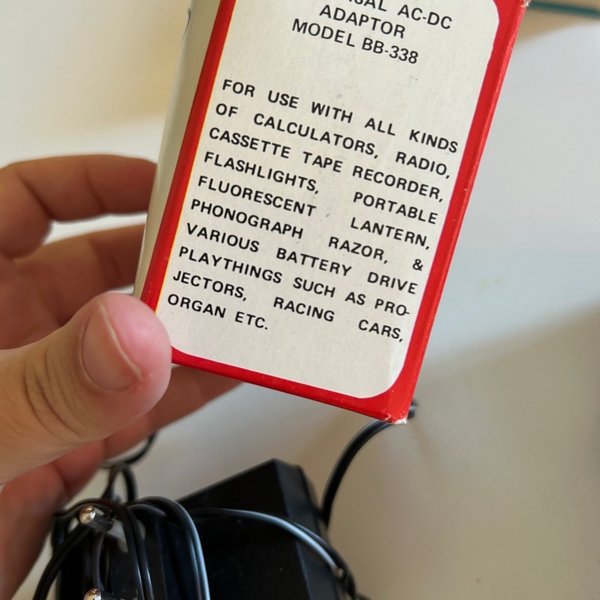 AC-DC
ADAPTOR
MODEL BB-338
FOR USE WITH ALL KINDS
OF CALCULATORS, RADIO,
CASSETTE TAPE RECORDER,
FLASHLIGHTS, PORTABLE
FLUORESCENT LANTERN,
PHONOGRAPH RAZOR, &
VARIOUS BATTERY DRIVE
PLAYTHINGS SUCH AS PRO-
JECTORS, RACING CARS,
ORGAN ETC.